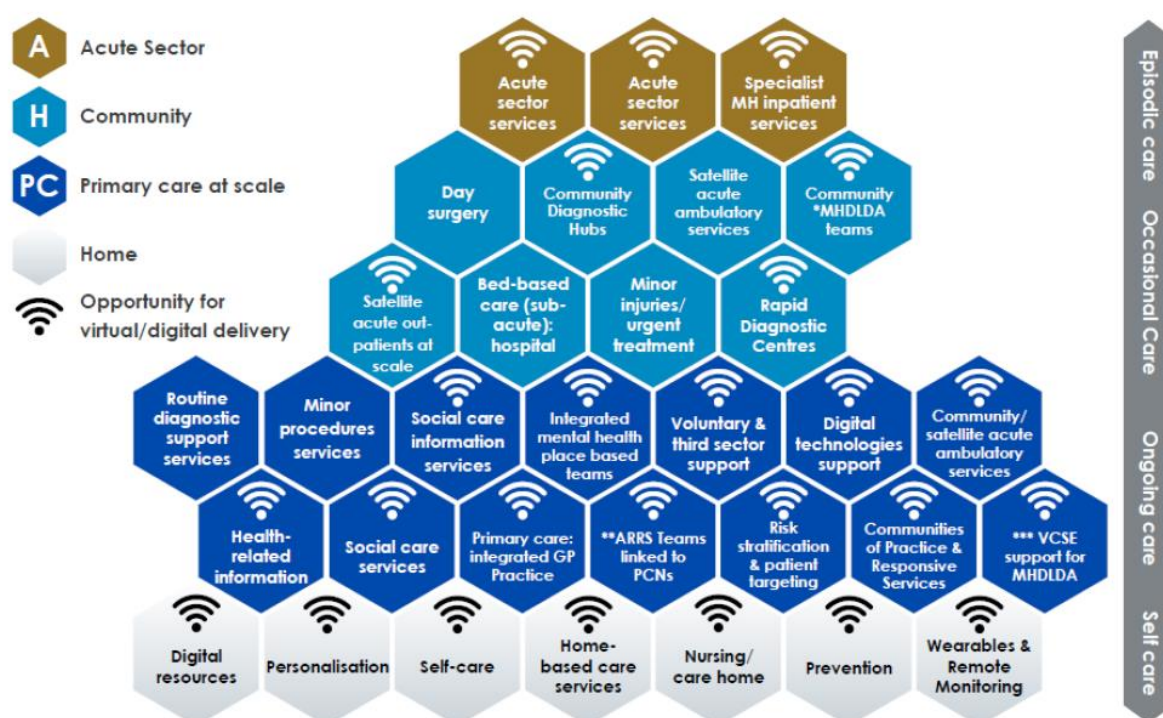 A
Acute Sector
H
Community
PC
Primary care at scale
Home
Opportunity for
virtual/digital delivery
Acute
sector
services
Acute
sector
services
Specialist
MH inpatient
services
Day
surgery
Community
Diagnostic
Hubs
Satellite
acute
ambulatory
services
Community
*MHDLDA
teams
Satellite
acute out-
patients at
scale
Bed-based
care (sub-
acute):
hospital
Minor
injuries/
urgent
treatment
Rapid
Diagnostic
Centres
Routine
diagnostic
support
services
Minor
procedures
services
Social care
information
services
Integrated
mental health
place based
teams
Voluntary &
third sector
support
Digital
technologies
support
Community/
satellite acute
ambulatory
services
Health-
related
information
Social care
services
Primary care:
integrated GP
Practice
**ARRS Teams
linked to
PCNs
Risk
stratification
& patient
targeting
Communities
of Practice &
Responsive
Services
*** VCSE
support for
MHDLDA
Digital
resources
Personalisation
Self-care
Home-
based care
services
Nursing/
care home
Prevention
Wearables &
Remote
Monitoring
Episodic care
Occasional Care
Ongoing care
Self care